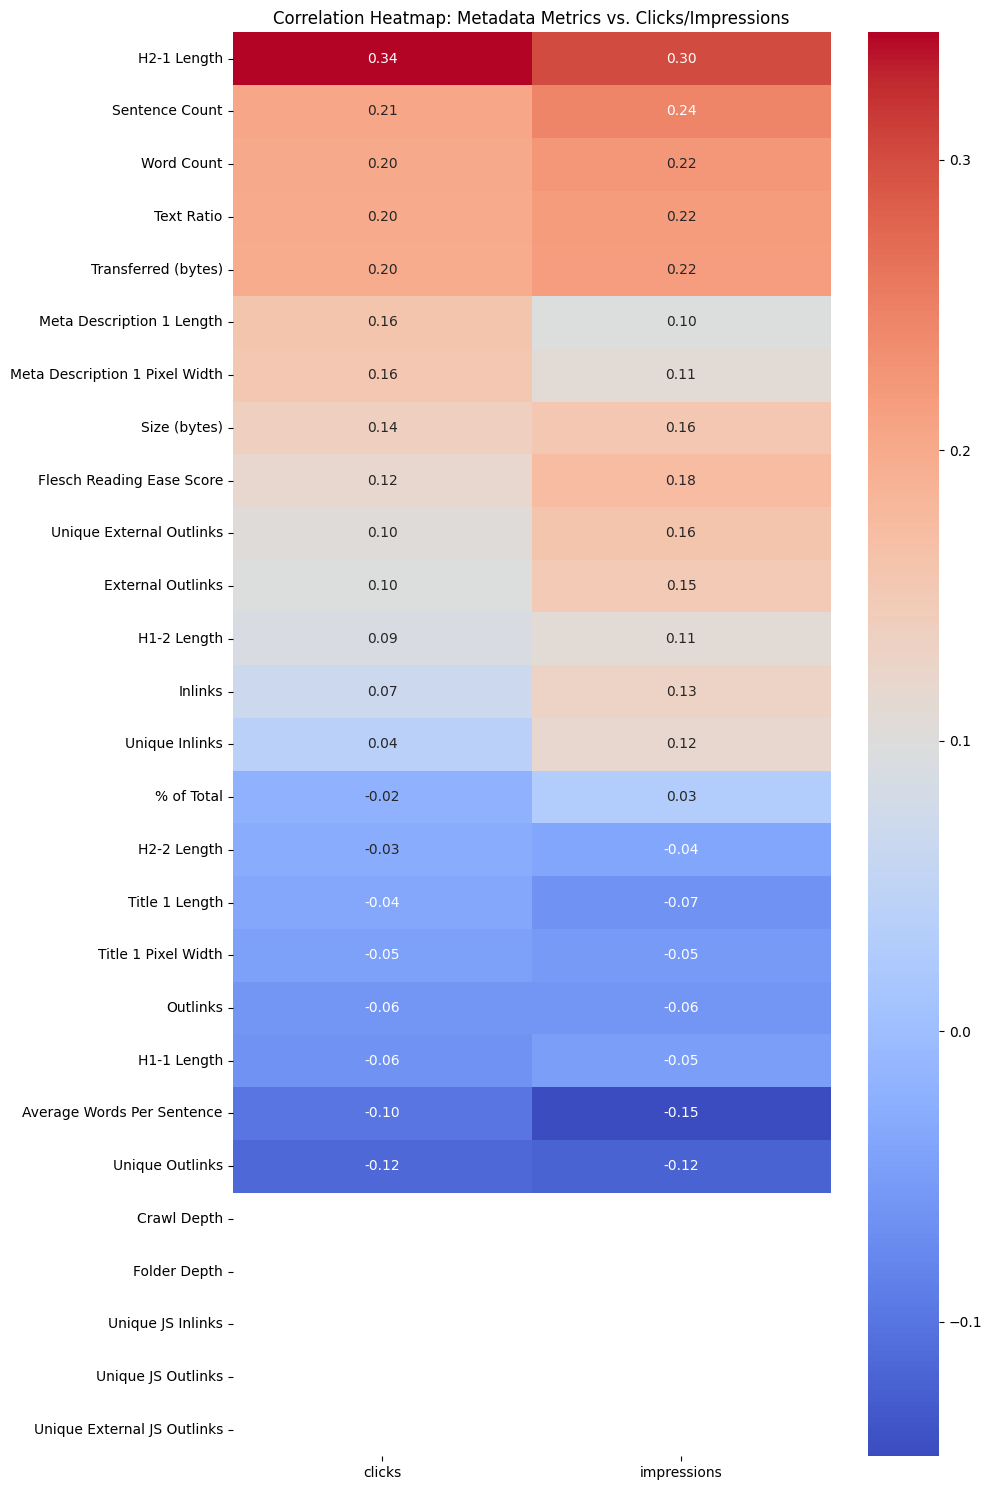 Correlation Heatmap: Metadata Metrics vs. Clicks/Impressions
H2-1 Length 0.34 0.30
Sentence Count 0.21 0.24
Word Count 0.20 0.22
Text Ratio 0.20 0.22
Transferred (bytes) 0.20 0.22
Meta Description 1 Length 0.16 0.10
Meta Description 1 Pixel Width 0.16 0.11
Size (bytes) 0.14 0.16
Flesch Reading Ease Score 0.12 0.18
Unique External Outlinks 0.10 0.16
External Outlinks 0.10 0.15
H1-2 Length 0.09 0.11
Inlinks 0.07 0.13
Unique Inlinks 0.04 0.12
% of Total -0.02 0.03
H2-2 Length -0.03 -0.04
Title 1 Length -0.04 -0.07
Title 1 Pixel Width -0.05 -0.05
Outlinks -0.06 -0.06
H1-1 Length -0.06 -0.05
Average Words Per Sentence -0.10 -0.15
Unique Outlinks -0.12 -0.12
Crawl Depth
Folder Depth
Unique JS Inlinks
Unique JS Outlinks
Unique External JS Outlinks
clicks impressions
0.3
0.2
0.1
0.0
−0.1